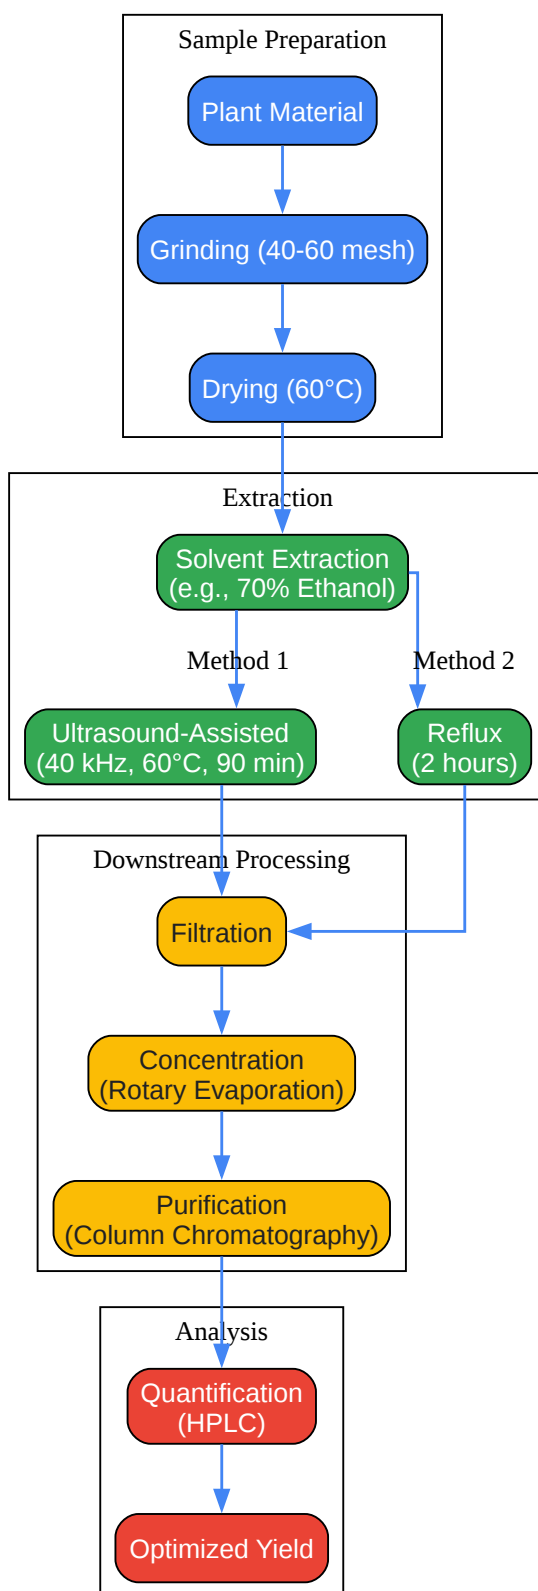 Sample Preparation
Plant Material
Grinding (40-60 mesh)
Drying (60°C)
Extraction
Solvent Extraction
(e.g., 70% Ethanol)
Method 1
Method 2
Ultrasound-Assisted
(40 kHz, 60°C, 90 min)
Reflux
(2 hours)
Downstream Processing
Filtration
Concentration
(Rotary Evaporation)
Purification
(Column Chromatography)
Analysis
Quantification
(HPLC)
Optimized Yield